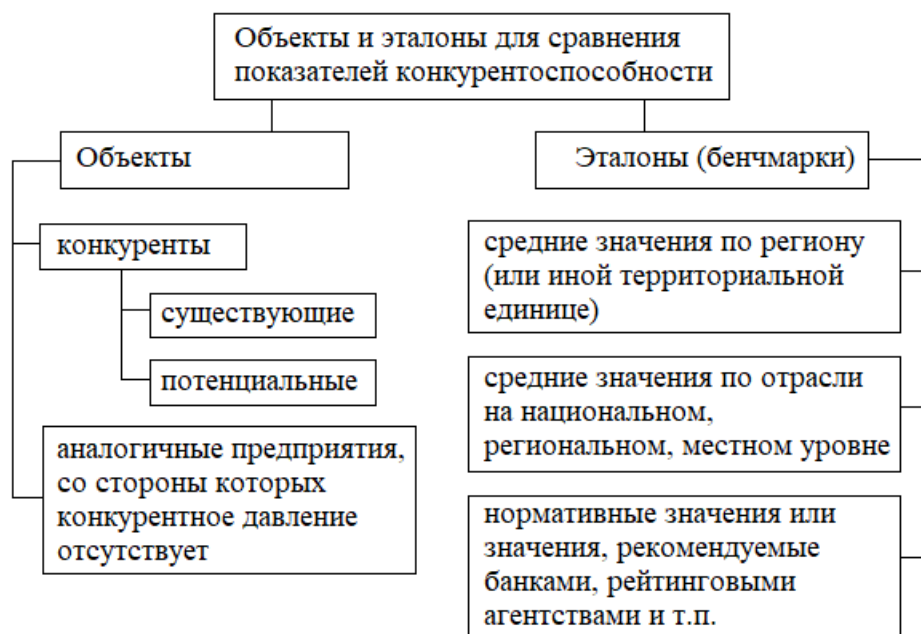 Объекты и эталоны для сравнения
показателей конкурентоспособности
Объекты
Эталоны (бенчмарки)
конкуренты
существующие
потенциальные
аналогичные предприятия,
со стороны которых
конкурентное давление
отсутствует
средние значения по региону
(или иной территориальной
единице)
средние значения по отрасли
на национальном,
региональном, местном уровне
нормативные значения или
значения, рекомендуемые
банками, рейтинговыми
агентствами и т.п.